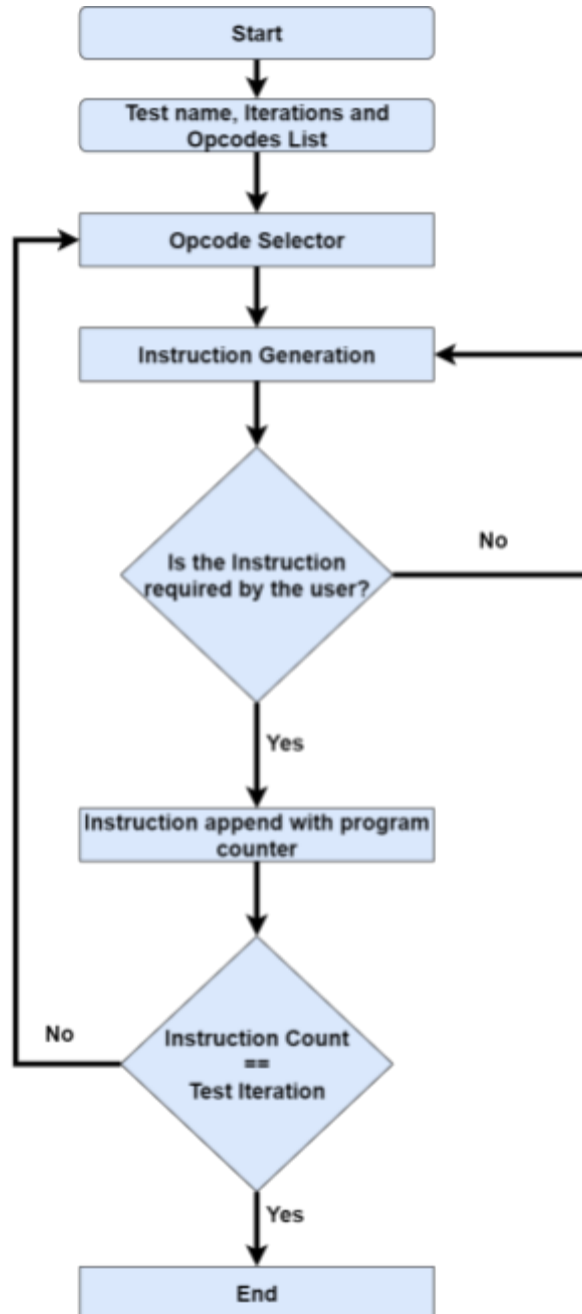 Start
Test name, Iterations and
Opcodes List
Opcode Selector
Instruction Generation
Is the Instruction
required by the user?
No
Yes
Instruction append with program
counter
Instruction Count
==
Test Iteration
No
Yes
End